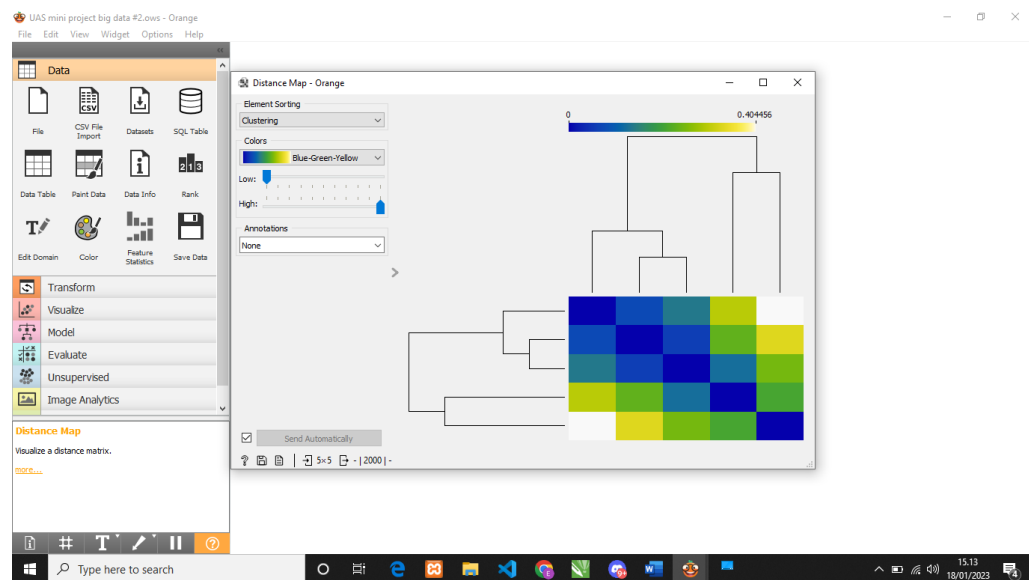 UAS mini project big data #2.ows - Orange
File Edit View Widget Options Help
Data
File
CSV File Import
Datasets
SQL Table
Data Table
Paint Data
Data Info
Rank
Edit Domain
Color
Feature Statistics
Save Data
Transform
Visualize
Model
Evaluate
Unsupervised
Image Analytics
Distance Map
Visualize a distance matrix.
more...
Distance Map - Orange
Element Sorting
Clustering
Colors
Blue-Green-Yellow
Low:
High:
Annotations
None
Send Automatically
5×5 - | 2000 | -
0 0.404456
Type here to search
15.13
18/01/2023